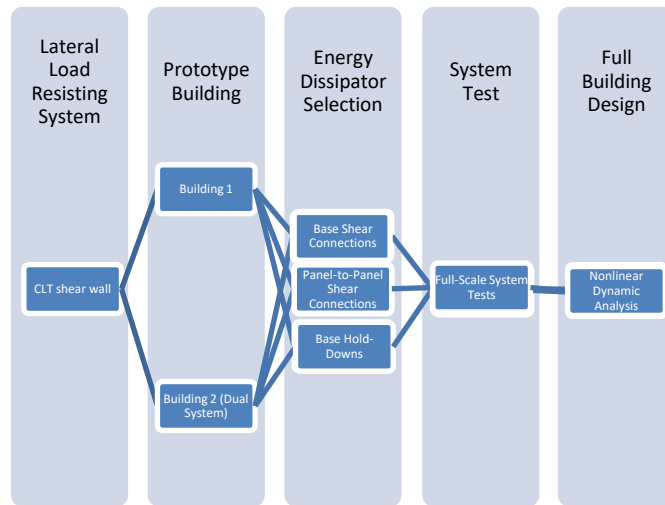 Lateral
Load
Resisting
System
Prototype
Building
Energy
Dissipator
Selection
System
Test
Full
Building
Design
CLT shear wall
Building 1
Building 2 (Dual
System)
Base Shear
Connections
Panel-to-Panel
Shear
Connections
Base Hold-
Downs
Full-Scale System
Tests
Nonlinear
Dynamic
Analysis